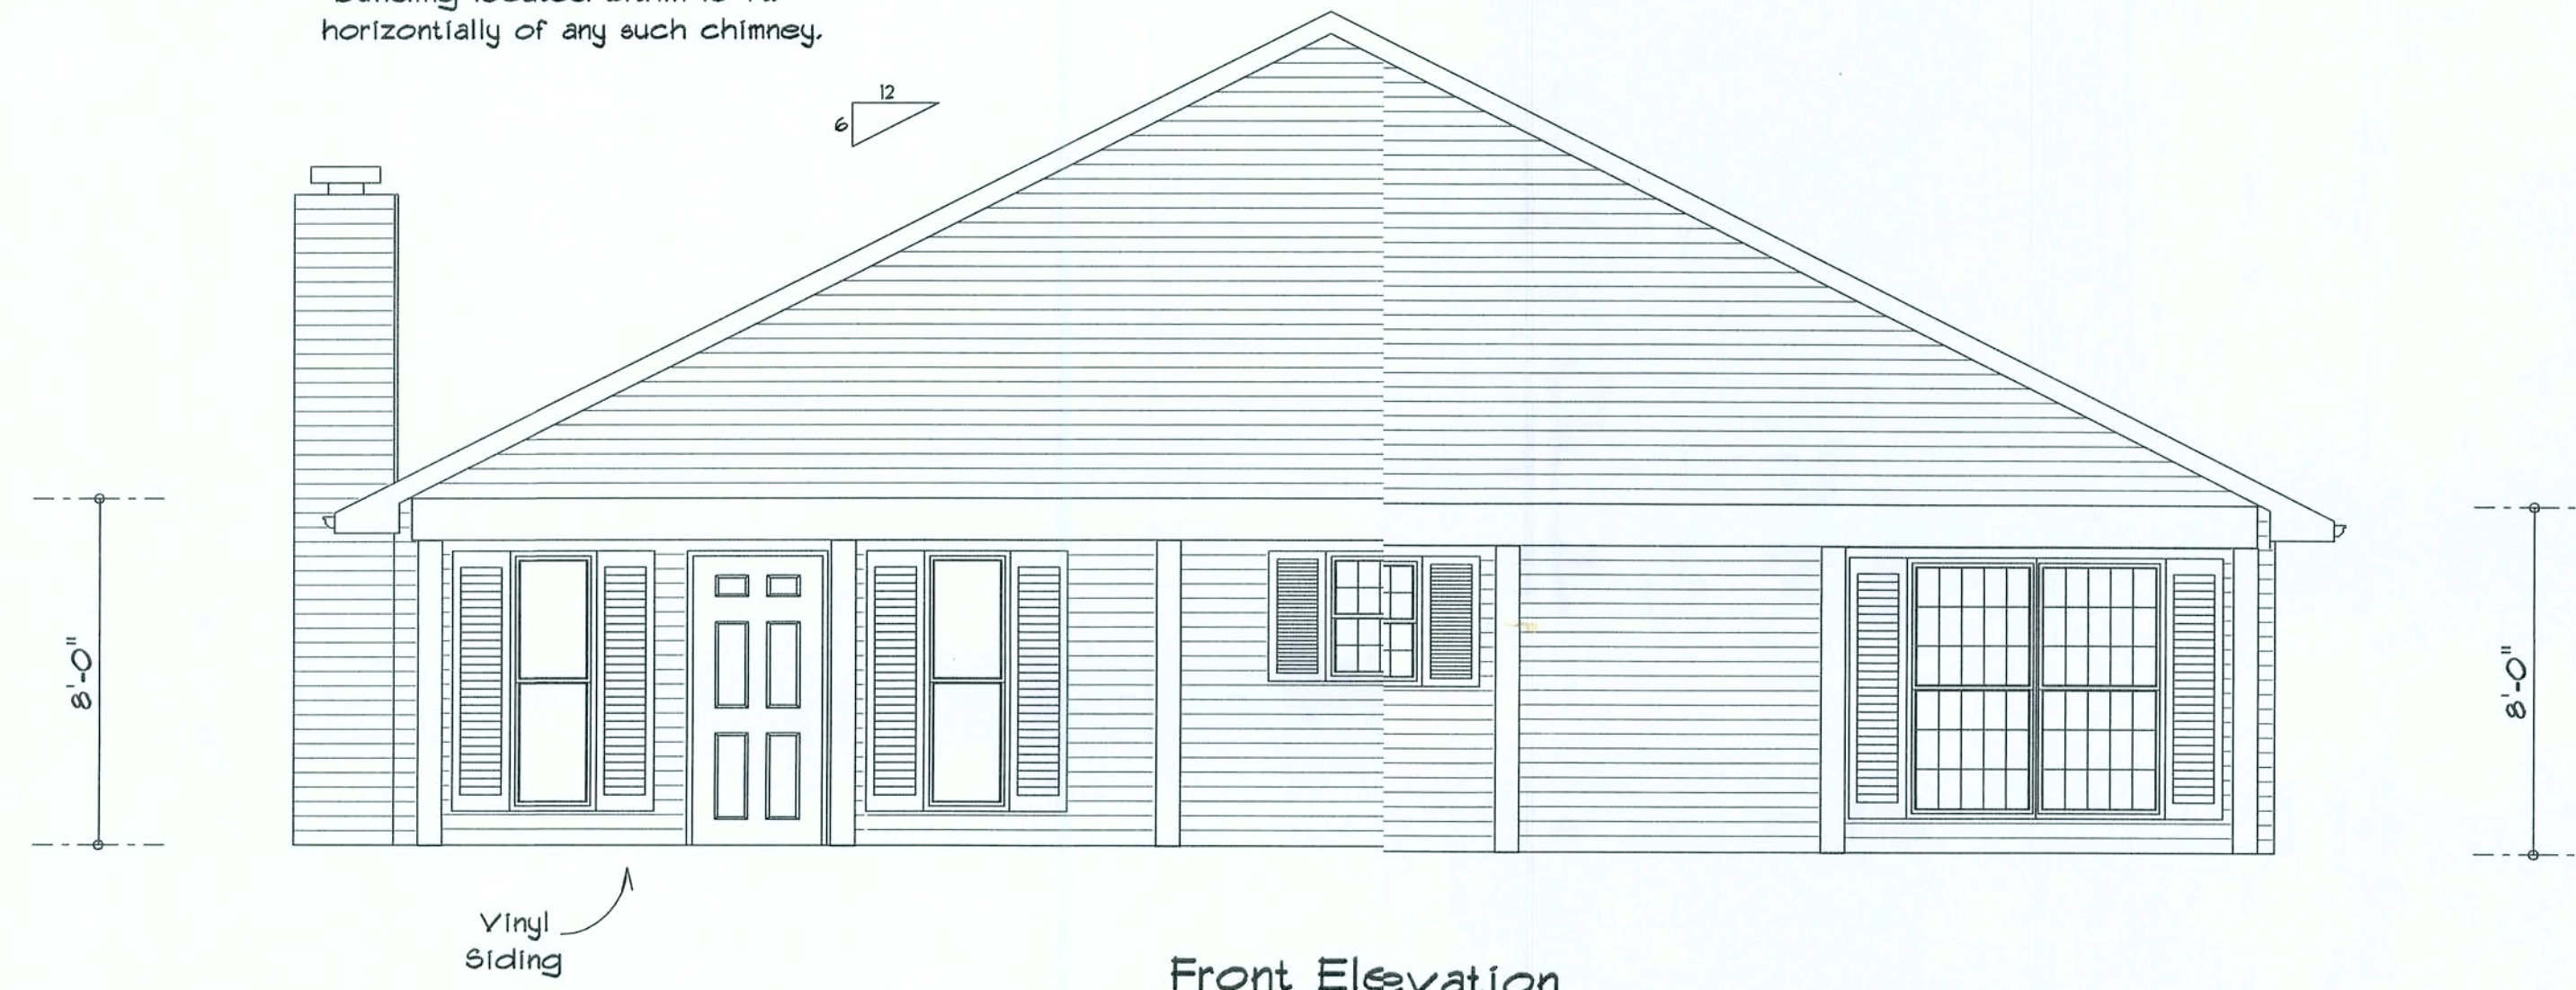 horizontially of any such chimney.
12
6
8'-0"
8'-0"
Vinyl
Siding
Front Elevation